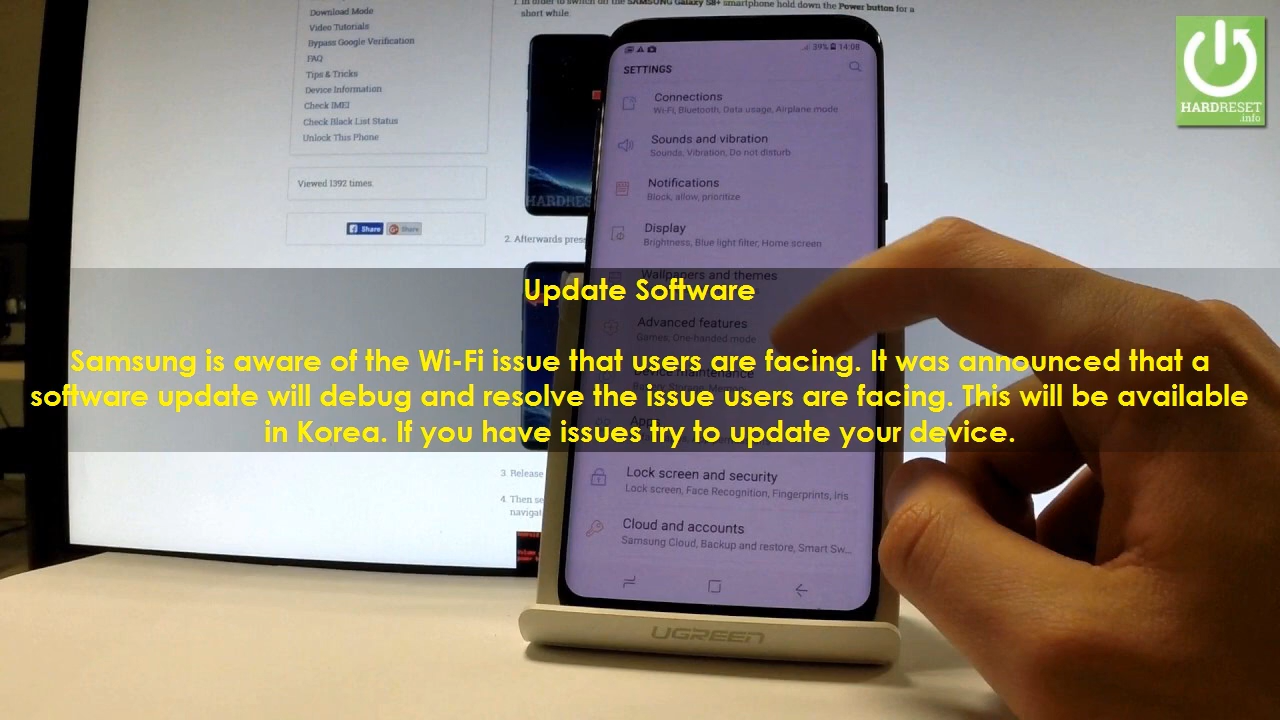 Download Mode
Video Tutorials
Bypass Google Verification
FAQ
Tips & Tricks
Device Information
Check IMEI
Check Black List Status
Unlock This Phone
Viewed 1392 times.
Share
Share
1. In order to switch on the SAMSUNG Galaxy S8+ smartphone hold down the Power button for a
short while.
HARDRES
2. Afterwards press
3. Release
4. Then se
navigat
39% 14:08
SETTINGS
Connections
Wi-Fi, Bluetooth, Data usage, Airplane mode
Sounds and vibration
Sounds, Vibration, Do not disturb
Notifications
Block, allow, prioritize
Display
Brightness, Blue light filter, Home screen
Wallpapers and themes
Advanced features
Games, One-handed mode
Device maintenance
Apps
Lock screen and security
Lock screen, Face Recognition, Fingerprints, Iris
Cloud and accounts
Samsung Cloud, Backup and restore, Smart Sw...
UGREEN
HARDRESET
.info
Update Software
Samsung is aware of the Wi-Fi issue that users are facing. It was announced that a
software update will debug and resolve the issue users are facing. This will be available
in Korea. If you have issues try to update your device.